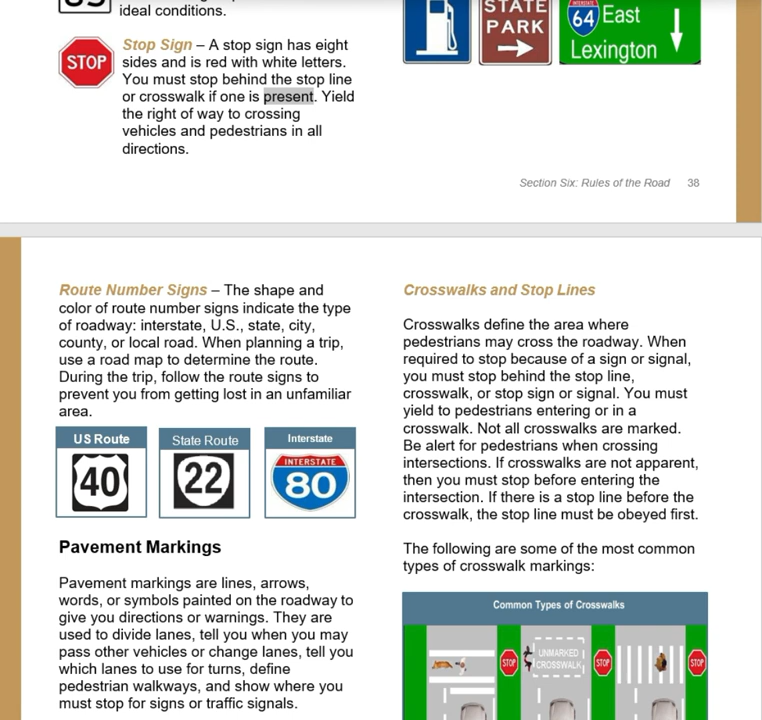 ideal conditions.
STOP
Stop Sign – A stop sign has eight
sides and is red with white letters.
You must stop behind the stop line
or crosswalk if one is present. Yield
the right of way to crossing
vehicles and pedestrians in all
directions.
STATE
PARK
INTERSTATE
64 East
Lexington
Section Six: Rules of the Road 38
Route Number Signs – The shape and
color of route number signs indicate the type
of roadway: interstate, U.S., state, city,
county, or local road. When planning a trip,
use a road map to determine the route.
During the trip, follow the route signs to
prevent you from getting lost in an unfamiliar
area.
US Route
40
State Route
22
Interstate
INTERSTATE
80
Pavement Markings
Pavement markings are lines, arrows,
words, or symbols painted on the roadway to
give you directions or warnings. They are
used to divide lanes, tell you when you may
pass other vehicles or change lanes, tell you
which lanes to use for turns, define
pedestrian walkways, and show where you
must stop for signs or traffic signals.
Crosswalks and Stop Lines
Crosswalks define the area where
pedestrians may cross the roadway. When
required to stop because of a sign or signal,
you must stop behind the stop line,
crosswalk, or stop sign or signal. You must
yield to pedestrians entering or in a
crosswalk. Not all crosswalks are marked.
Be alert for pedestrians when crossing
intersections. If crosswalks are not apparent,
then you must stop before entering the
intersection. If there is a stop line before the
crosswalk, the stop line must be obeyed first.
The following are some of the most common
types of crosswalk markings:
Common Types of Crosswalks
STOP
UNMARKED
CROSSWALK
STOP
STOP